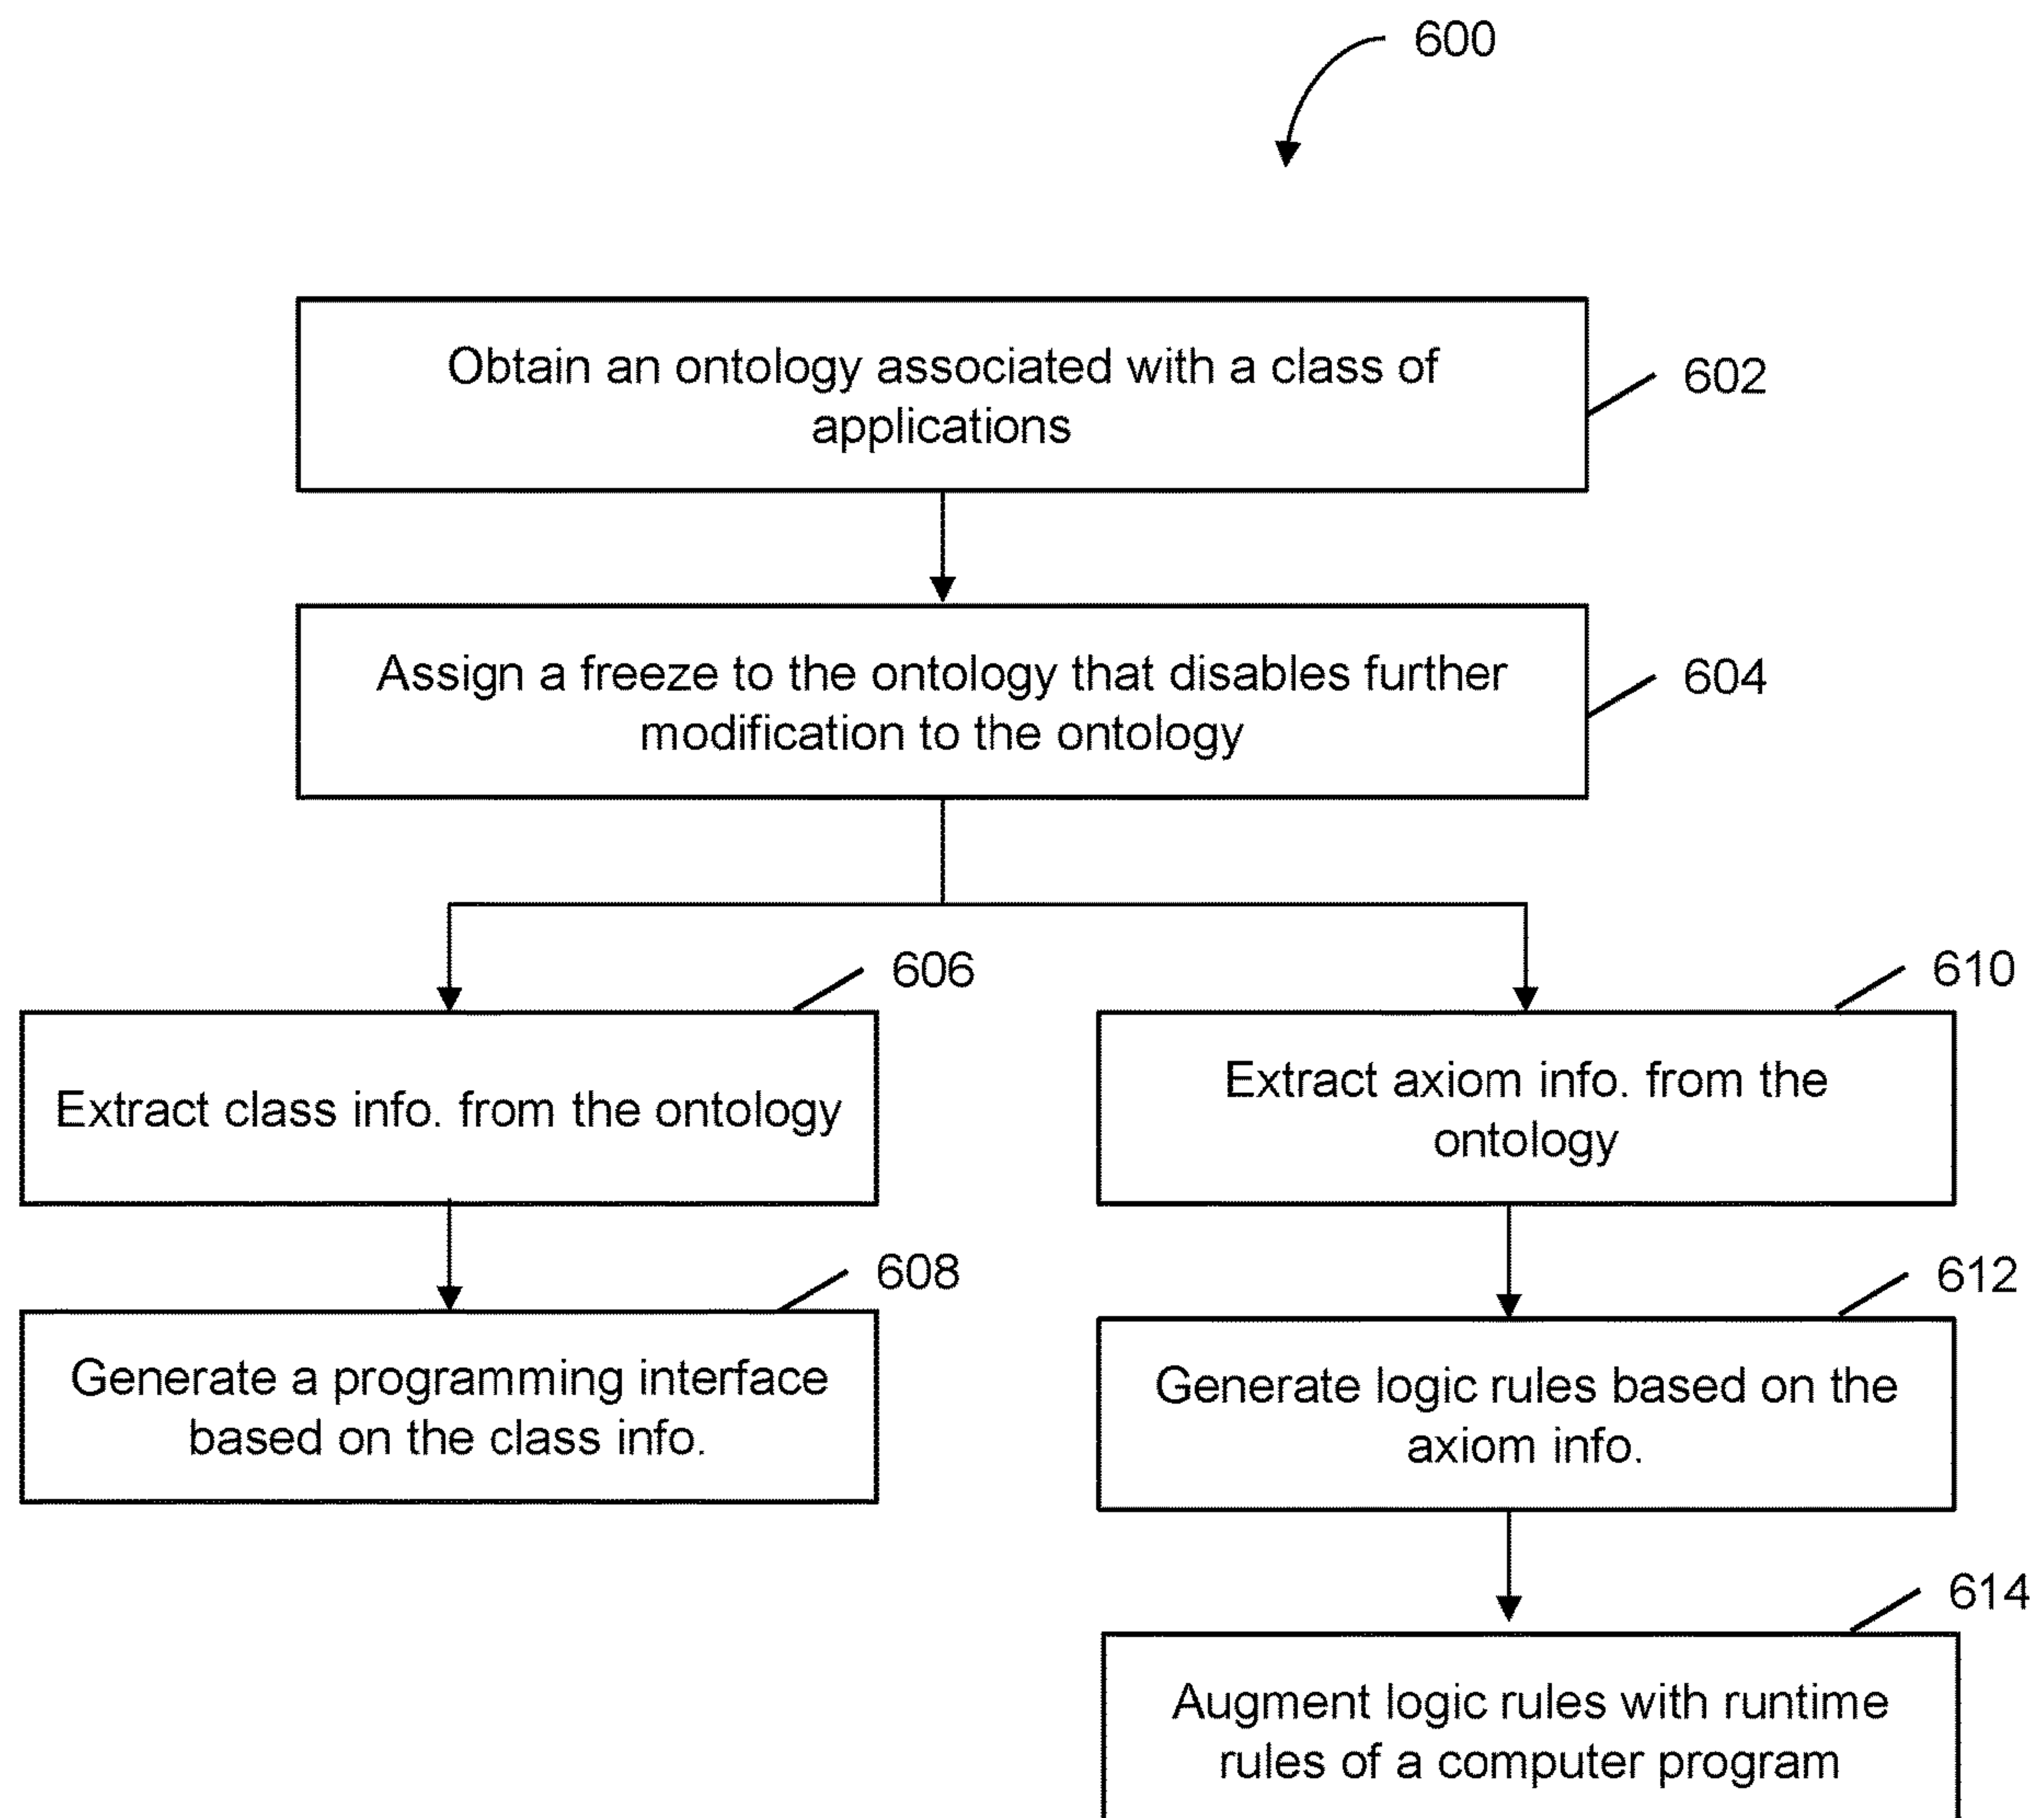 600
Obtain an ontology associated with a class of
applications
602
Assign a freeze to the ontology that disables further
modification to the ontology
604
606
Extract class info. from the ontology
608
Generate a programming interface
based on the class info.
610
Extract axiom info. from the
ontology
612
Generate logic rules based on the
axiom info.
614
Augment logic rules with runtime
rules of a computer program